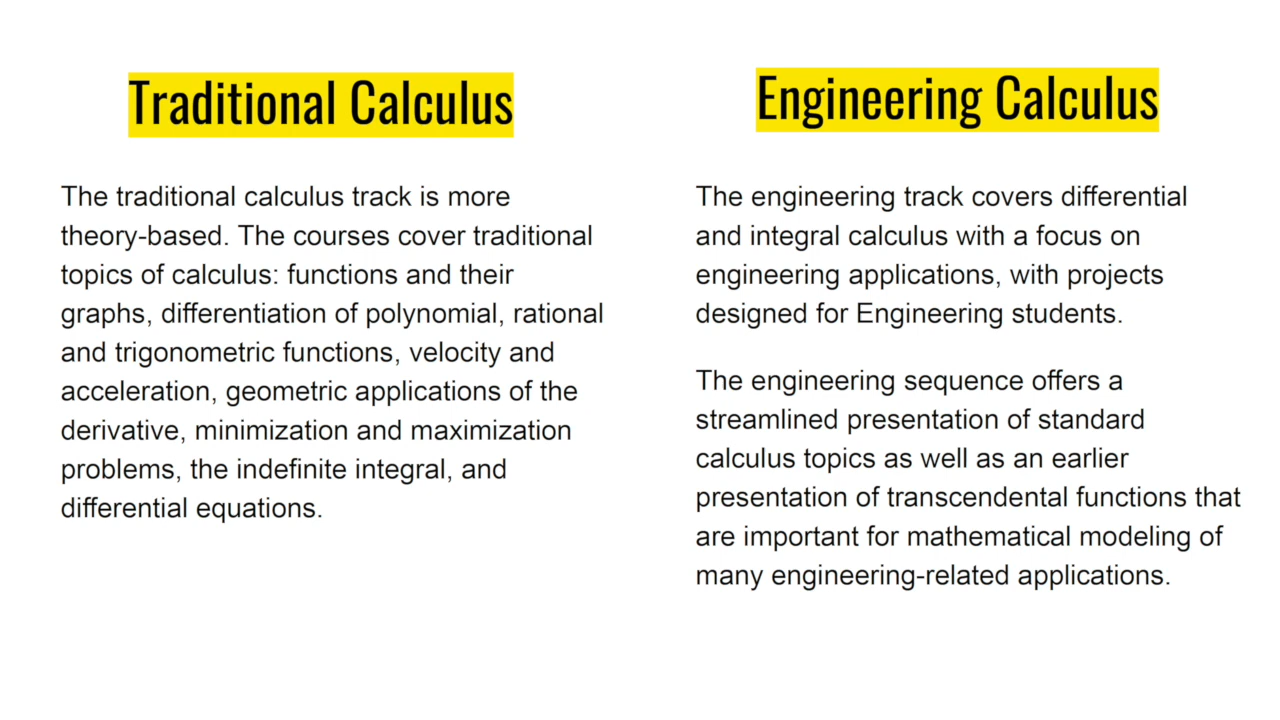 Traditional Calculus
The traditional calculus track is more
theory-based. The courses cover traditional
topics of calculus: functions and their
graphs, differentiation of polynomial, rational
and trigonometric functions, velocity and
acceleration, geometric applications of the
derivative, minimization and maximization
problems, the indefinite integral, and
differential equations.
Engineering Calculus
The engineering track covers differential
and integral calculus with a focus on
engineering applications, with projects
designed for Engineering students.
The engineering sequence offers a
streamlined presentation of standard
calculus topics as well as an earlier
presentation of transcendental functions that
are important for mathematical modeling of
many engineering-related applications.